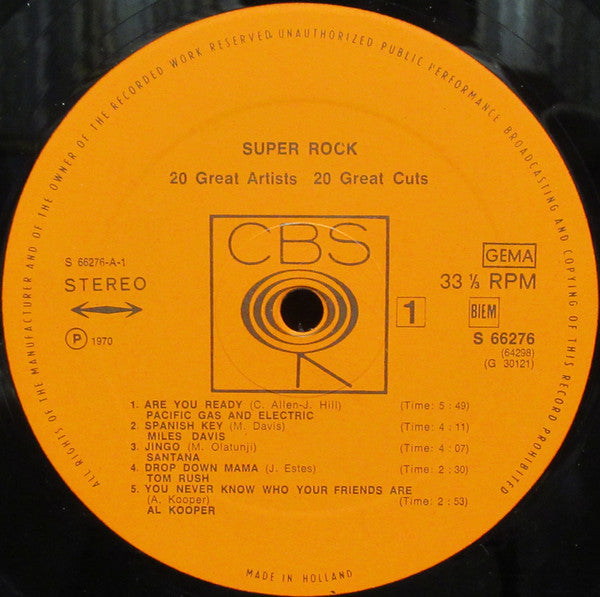 ALL RIGHTS OF THE MANUFACTURER AND OF THE OWNER OF THE RECORDED WORK RESERVED. UNAUTHORIZED PUBLIC PERFORMANCE BROADCASTING AND COPYING OF THIS RECORD PROHIBITED
SUPER ROCK
20 Great Artists 20 Great Cuts
CBS
S 66276-A-1
STEREO
P 1970
GEMA
33 ⅓ RPM
1
BIEM
S 66276
(64298)
(G 30121)
1. ARE YOU READY (C. Allen-J. Hill) (Time: 5 : 49)
PACIFIC GAS AND ELECTRIC
2. SPANISH KEY (M. Davis) (Time: 4 : 11)
MILES DAVIS
3. JINGO (M. Olatunji) (Time: 4 : 07)
SANTANA
4. DROP DOWN MAMA (J. Estes) (Time: 2 : 30)
TOM RUSH
5. YOU NEVER KNOW WHO YOUR FRIENDS ARE
(A. Kooper) (Time: 2 : 53)
AL KOOPER
MADE IN HOLLAND